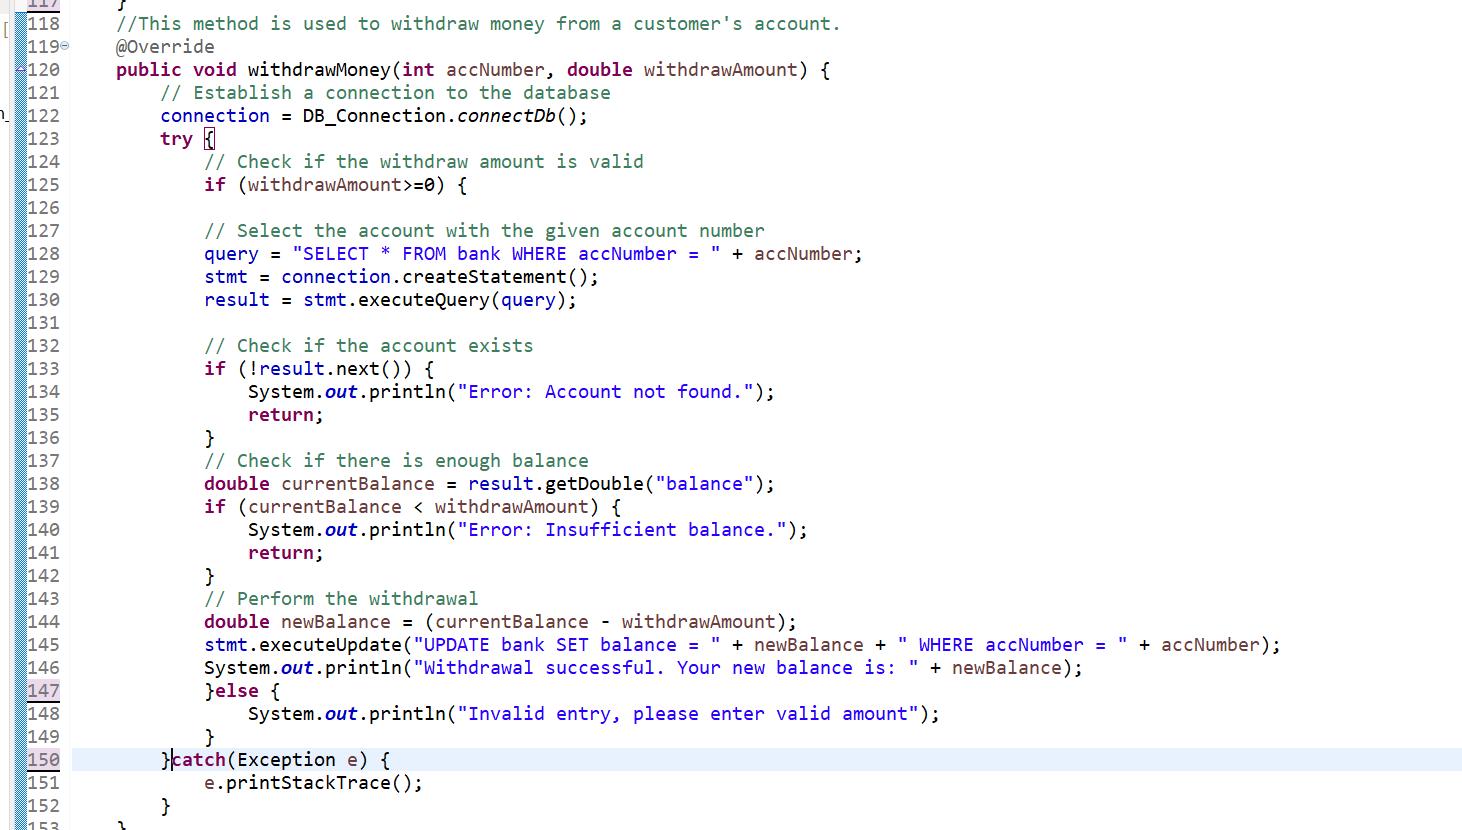 117 }
118 //This method is used to withdraw money from a customer's account.
119 @Override
120 public void withdrawMoney(int accNumber, double withdrawAmount) {
121 // Establish a connection to the database
122 connection = DB_Connection.connectDb();
123 try {
124 // Check if the withdraw amount is valid
125 if (withdrawAmount>=0) {
126
127 // Select the account with the given account number
128 query = "SELECT * FROM bank WHERE accNumber = " + accNumber;
129 stmt = connection.createStatement();
130 result = stmt.executeQuery(query);
131
132 // Check if the account exists
133 if (!result.next()) {
134 System.out.println("Error: Account not found.");
135 return;
136 }
137 // Check if there is enough balance
138 double currentBalance = result.getDouble("balance");
139 if (currentBalance < withdrawAmount) {
140 System.out.println("Error: Insufficient balance.");
141 return;
142 }
143 // Perform the withdrawal
144 double newBalance = (currentBalance - withdrawAmount);
145 stmt.executeUpdate("UPDATE bank SET balance = " + newBalance + " WHERE accNumber = " + accNumber);
146 System.out.println("Withdrawal successful. Your new balance is: " + newBalance);
147 }else {
148 System.out.println("Invalid entry, please enter valid amount");
149 }
150 }catch(Exception e) {
151 e.printStackTrace();
152 }
153 }